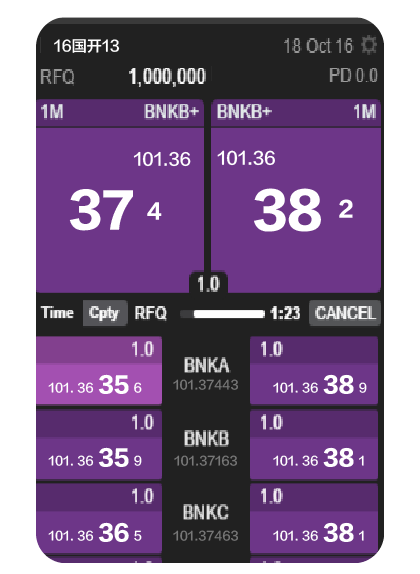 16国开13 18 Oct 16
RFQ 1,000,000 PD 0.0
1M BNKB+ BNKB+ 1M
101.36 101.36
37 4 38 2
1.0
Time Cpty RFQ 1:23 CANCEL
1.0 BNKA 1.0
101. 36 35 6 101.37443 101. 36 38 9
1.0 BNKB 1.0
101. 36 35 9 101.37163 101. 36 38 1
1.0 BNKC 1.0
101. 36 36 5 101.37463 101. 36 38 1